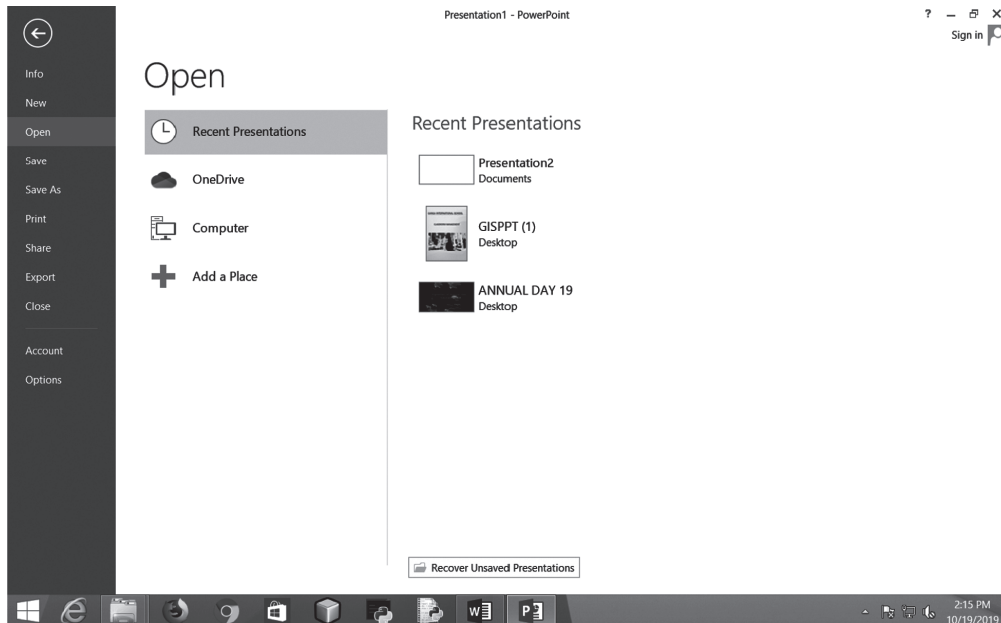 Presentation1 - PowerPoint
?
Sign in
Info
New
Open
Save
Save As
Print
Share
Export
Close
Account
Options
Open
Recent Presentations
OneDrive
Computer
Add a Place
Recent Presentations
Presentation2
Documents
GISPPT (1)
Desktop
ANNUAL DAY 19
Desktop
Recover Unsaved Presentations
2:15 PM
10/19/2019